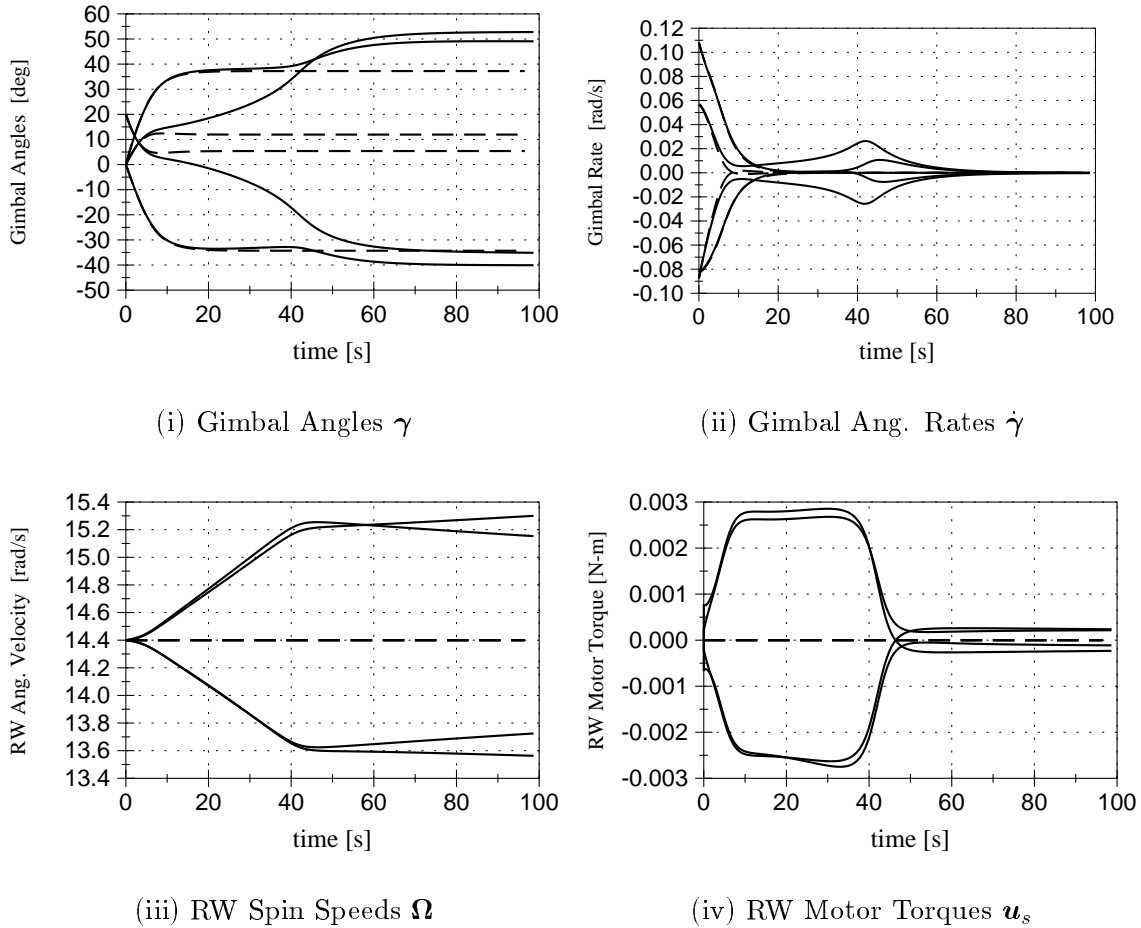 60
50
40
30
20
10
0
-10
-20
-30
-40
-50
Gimbal Angles [deg]
0 20 40 60 80 100
time [s]
(i) Gimbal Angles γ
0.12
0.10
0.08
0.06
0.04
0.02
0.00
-0.02
-0.04
-0.06
-0.08
-0.10
Gimbal Rate [rad/s]
0 20 40 60 80 100
time [s]
(ii) Gimbal Ang. Rates γ̇
15.4
15.2
15.0
14.8
14.6
14.4
14.2
14.0
13.8
13.6
13.4
RW Ang. Velocity [rad/s]
0 20 40 60 80 100
time [s]
(iii) RW Spin Speeds Ω
0.003
0.002
0.001
0.000
-0.001
-0.002
-0.003
RW Motor Torque [N-m]
0 20 40 60 80 100
time [s]
(iv) RW Motor Torques uₛ